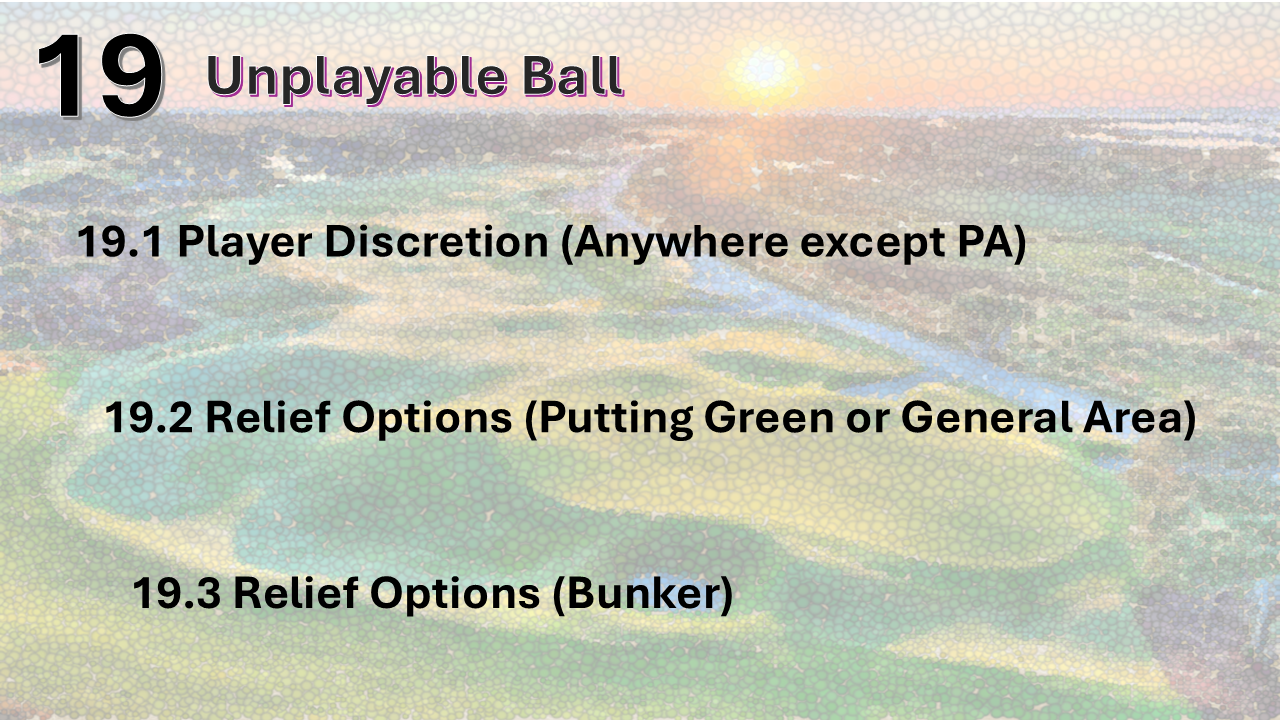 19 Unplayable Ball
19.1 Player Discretion (Anywhere except PA)
19.2 Relief Options (Putting Green or General Area)
19.3 Relief Options (Bunker)